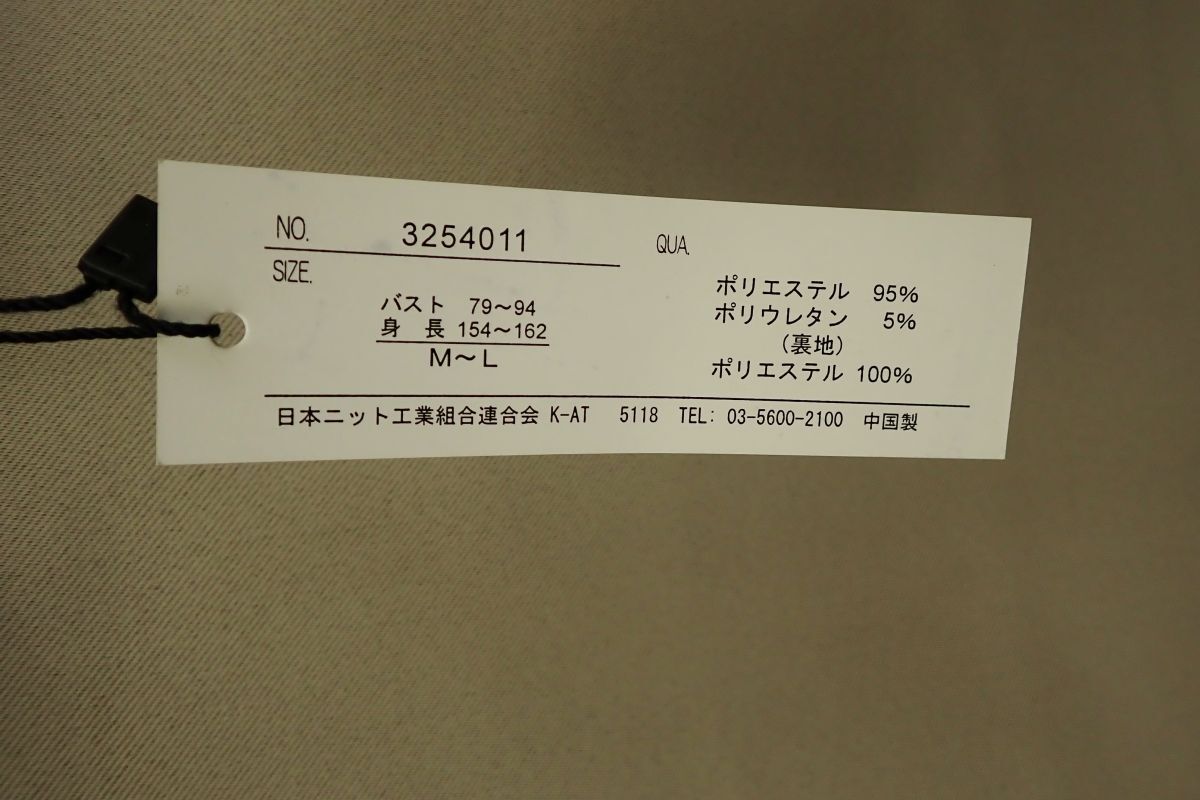 NO. 3254011
SIZE.
バスト 79～94
身 長 154～162
M～L
QUA.
ポリエステル 95%
ポリウレタン 5%
(裏地)
ポリエステル 100%
日本ニット工業組合連合会 K-AT 5118 TEL: 03-5600-2100 中国製